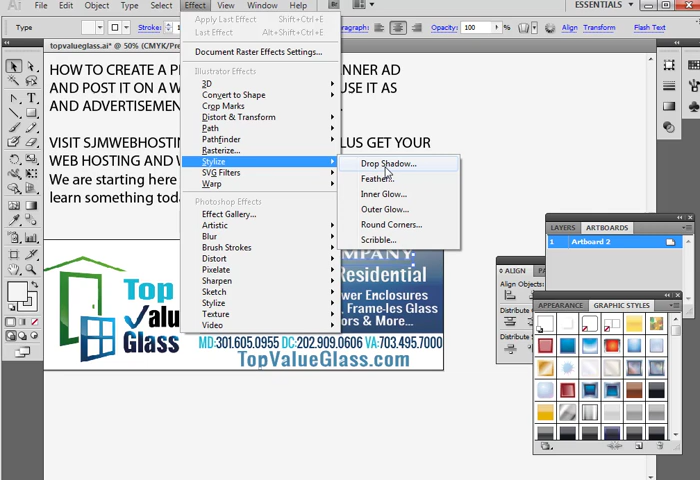 Ai File Edit Object Type Select Effect View Window Help Br
ESSENTIALS
Type Stroke: Paragraph: Align Transform Flash Text
topvalueglass.ai* @ 50% (CMYK/Pre
HOW TO CREATE A P NNER AD
AND POST IT ON A W USE IT AS
AND ADVERTISEMEN
VISIT SJMWEBHOSTIN LUS GET YOUR
WEB HOSTING AND W
We are starting here
learn something toda
Apply Last Effect Shift+Ctrl+E
Last Effect Alt+Shift+Ctrl+E
Document Raster Effects Settings...
Illustrator Effects
3D
Convert to Shape
Crop Marks
Distort & Transform
Path
Pathfinder
Rasterize...
Stylize
SVG Filters
Warp
Photoshop Effects
Effect Gallery...
Artistic
Blur
Brush Strokes
Distort
Pixelate
Sharpen
Sketch
Stylize
Texture
Video
Drop Shadow...
Feather...
Inner Glow...
Outer Glow...
Round Corners...
Scribble...
LAYERS ARTBOARDS
1 Artboard 2
ALIGN PA
Align Objects:
Distribute
Distribute
APPEARANCE GRAPHIC STYLES
Top
Value
Glass
COMPANY
Residential
wer Enclosures
, Frame-les Glass
ors & More...
MD:301.605.0955 DC:202.909.0606 VA:703.495.7000
TopValueGlass.com